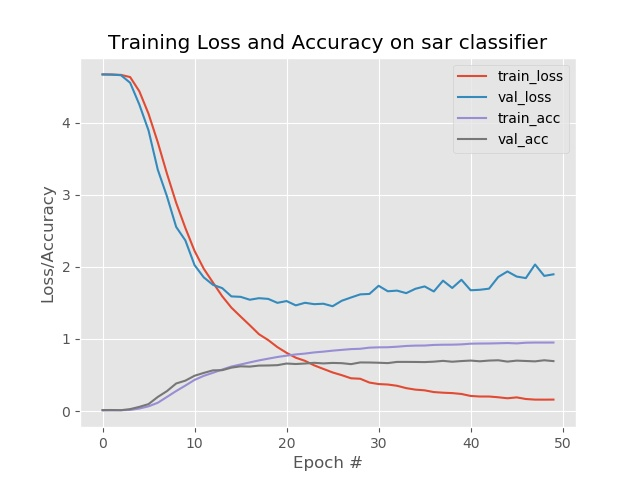 Training Loss and Accuracy on sar classifier
train_loss
val_loss
train_acc
val_acc
4
3
2
1
0
Loss/Accuracy
0 10 20 30 40 50
Epoch #